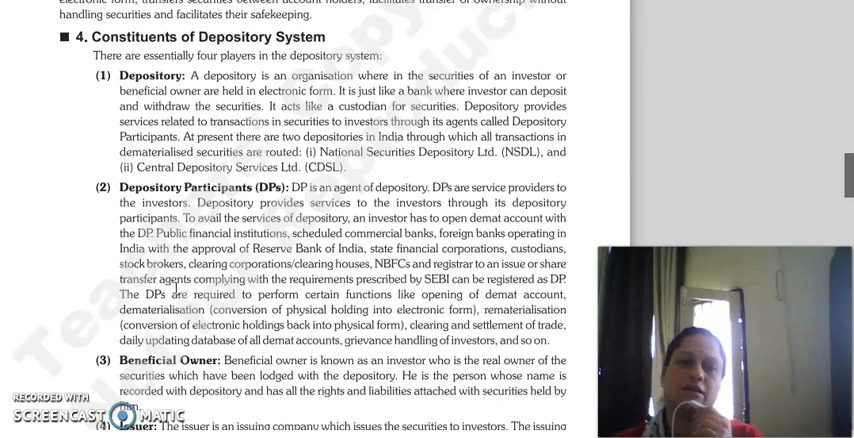 electronic form, transfers securities between account holders, facilitates transfer of ownership without
handling securities and facilitates their safekeeping.
■ 4. Constituents of Depository System
There are essentially four players in the depository system:
(1) Depository: A depository is an organisation where in the securities of an investor or
beneficial owner are held in electronic form. It is just like a bank where investor can deposit
and withdraw the securities. It acts like a custodian for securities. Depository provides
services related to transactions in securities to investors through its agents called Depository
Participants. At present there are two depositories in India through which all transactions in
dematerialised securities are routed: (i) National Securities Depository Ltd. (NSDL), and
(ii) Central Depository Services Ltd. (CDSL).
(2) Depository Participants (DPs): DP is an agent of depository. DPs are service providers to
the investors. Depository provides services to the investors through its depository
participants. To avail the services of depository, an investor has to open demat account with
the DP. Public financial institutions, scheduled commercial banks, foreign banks operating in
India with the approval of Reserve Bank of India, state financial corporations, custodians,
stock brokers, clearing corporations/clearing houses, NBFCs and registrar to an issue or share
transfer agents complying with the requirements prescribed by SEBI can be registered as DP.
The DPs are required to perform certain functions like opening of demat account,
dematerialisation (conversion of physical holding into electronic form), rematerialisation
(conversion of electronic holdings back into physical form), clearing and settlement of trade,
daily updating database of all demat accounts, grievance handling of investors, and so on.
(3) Beneficial Owner: Beneficial owner is known as an investor who is the real owner of the
securities which have been lodged with the depository. He is the person whose name is
recorded with depository and has all the rights and liabilities attached with securities held by
him.
(4) Issuer: The issuer is an issuing company which issues the securities to investors. The issuing
RECORDED WITH
SCREENCAST MATIC